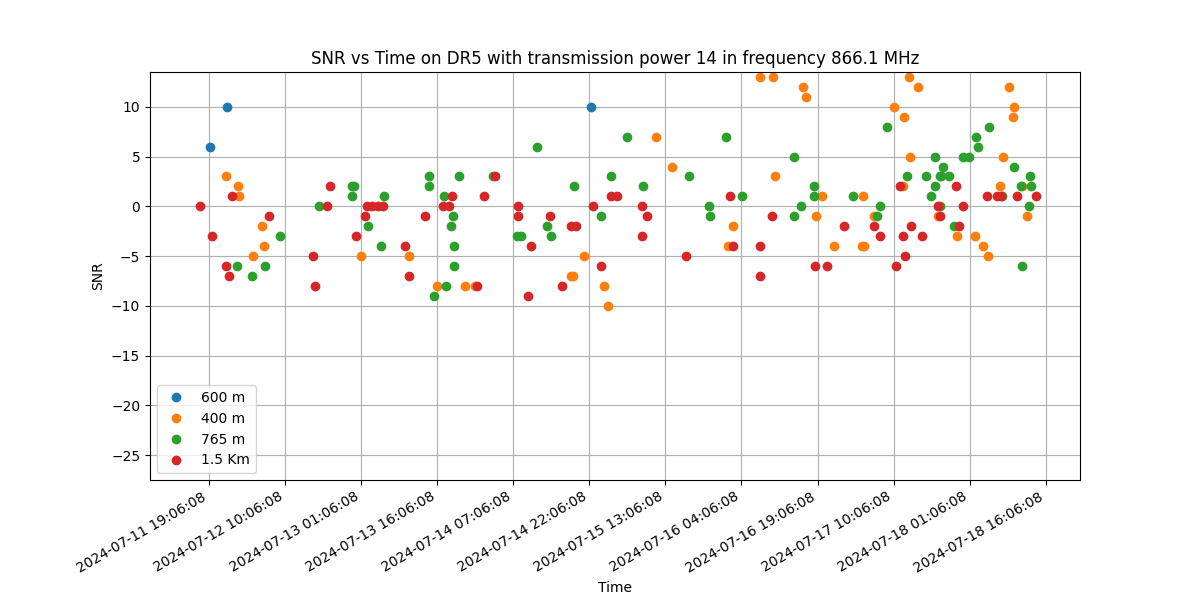 SNR vs Time on DR5 with transmission power 14 in frequency 866.1 MHz
10
5
0
−5
−10
−15
−20
−25
SNR
600 m
400 m
765 m
1.5 Km
2024-07-11 19:06:08
2024-07-12 10:06:08
2024-07-13 01:06:08
2024-07-13 16:06:08
2024-07-14 07:06:08
2024-07-14 22:06:08
2024-07-15 13:06:08
2024-07-16 04:06:08
2024-07-16 19:06:08
2024-07-17 10:06:08
2024-07-18 01:06:08
2024-07-18 16:06:08
Time